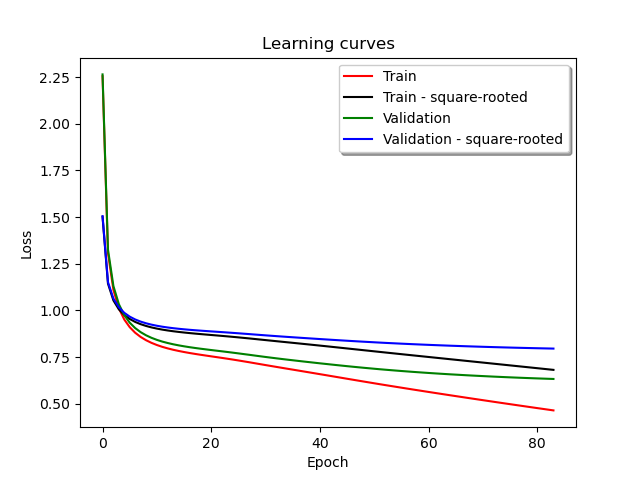 Learning curves
Train
Train - square-rooted
Validation
Validation - square-rooted
Loss
2.25
2.00
1.75
1.50
1.25
1.00
0.75
0.50
0
20
40
60
80
Epoch